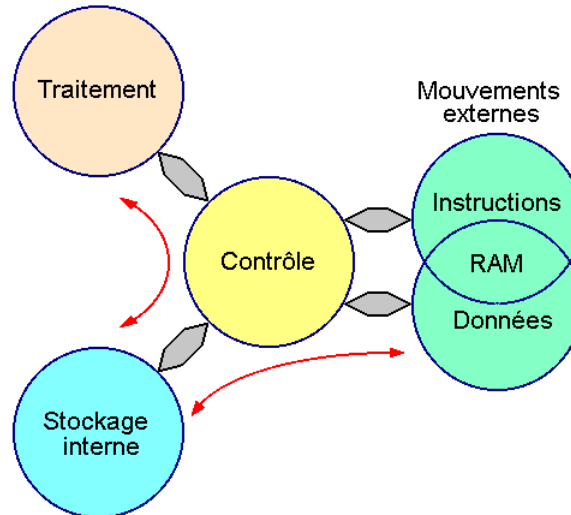 Traitement
Mouvements
externes
Instructions
Contrôle
RAM
Données
Stockage
interne